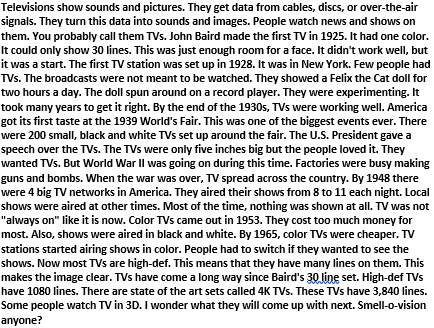 Televisions show sounds and pictures. They get data from cables, discs, or over-the-air
signals. They turn this data into sounds and images. People watch news and shows on
them. You probably call them TVs. John Baird made the first TV in 1925. It had one color.
It could only show 30 lines. This was just enough room for a face. It didn't work well, but
it was a start. The first TV station was set up in 1928. It was in New York. Few people had
TVs. The broadcasts were not meant to be watched. They showed a Felix the Cat doll for
two hours a day. The doll spun around on a record player. They were experimenting. It
took many years to get it right. By the end of the 1930s, TVs were working well. America
got its first taste at the 1939 World's Fair. This was one of the biggest events ever. There
were 200 small, black and white TVs set up around the fair. The U.S. President gave a
speech over the TVs. The TVs were only five inches big but the people loved it. They
wanted TVs. But World War II was going on during this time. Factories were busy making
guns and bombs. When the war was over, TV spread across the country. By 1948 there
were 4 big TV networks in America. They aired their shows from 8 to 11 each night. Local
shows were aired at other times. Most of the time, nothing was shown at all. TV was not
"always on" like it is now. Color TVs came out in 1953. They cost too much money for
most. Also, shows were aired in black and white. By 1965, color TVs were cheaper. TV
stations started airing shows in color. People had to switch if they wanted to see the
shows. Now most TVs are high-def. This means that they have many lines on them. This
makes the image clear. TVs have come a long way since Baird's 30 line set. High-def TVs
have 1080 lines. There are state of the art sets called 4K TVs. These TVs have 3,840 lines.
Some people watch TV in 3D. I wonder what they will come up with next. Smell-o-vision
anyone?